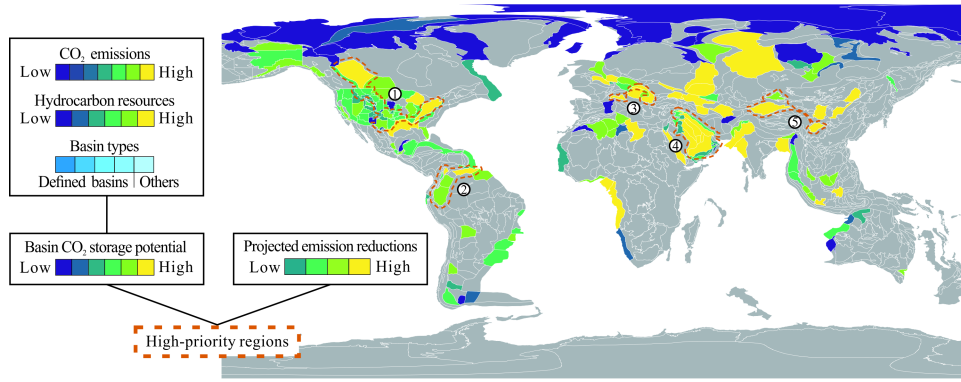 CO₂ emissions
Low High
Hydrocarbon resources
Low High
Basin types
Defined basins Others
Basin CO₂ storage potential
Low High
Projected emission reductions
Low High
High-priority regions
1
2
3
4
5